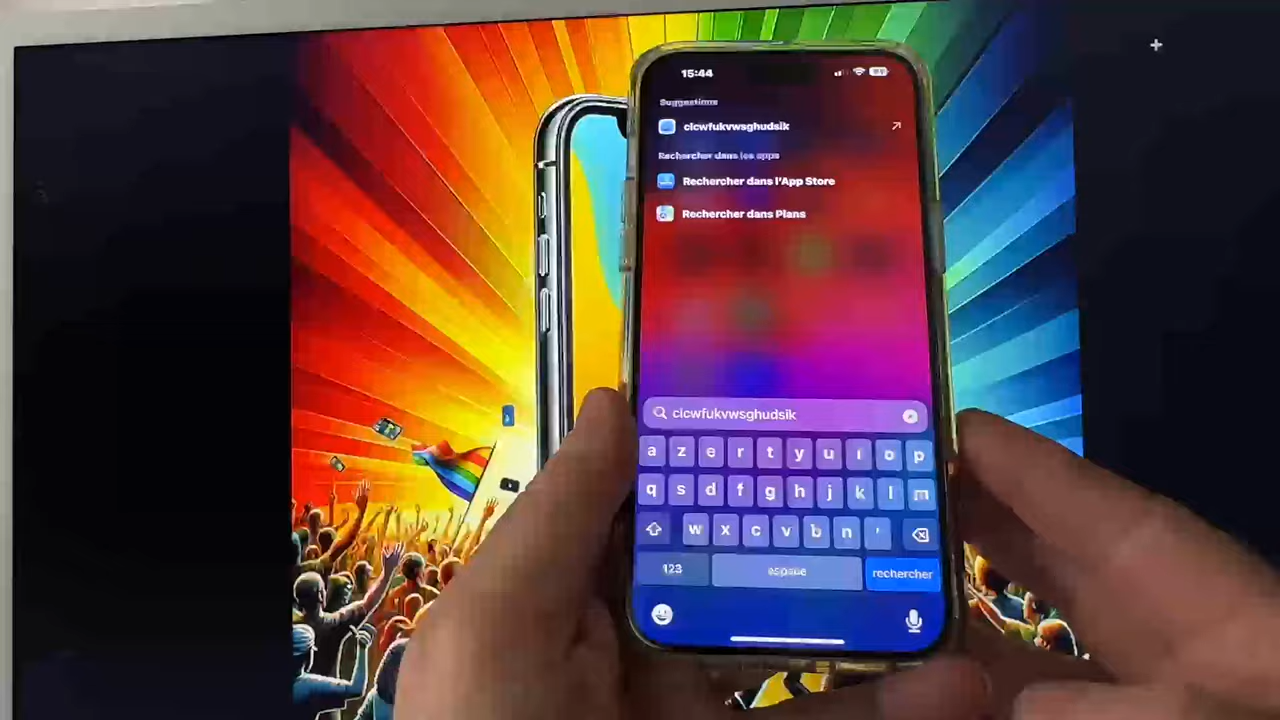 15:44
Suggestions
clcwfukvwsghudsik
Rechercher dans les apps
Rechercher dans l'App Store
Rechercher dans Plans
clcwfukvwsghudsik
a z e r t y u i o p
q s d f g h j k l m
w x c v b n '
123 espace rechercher